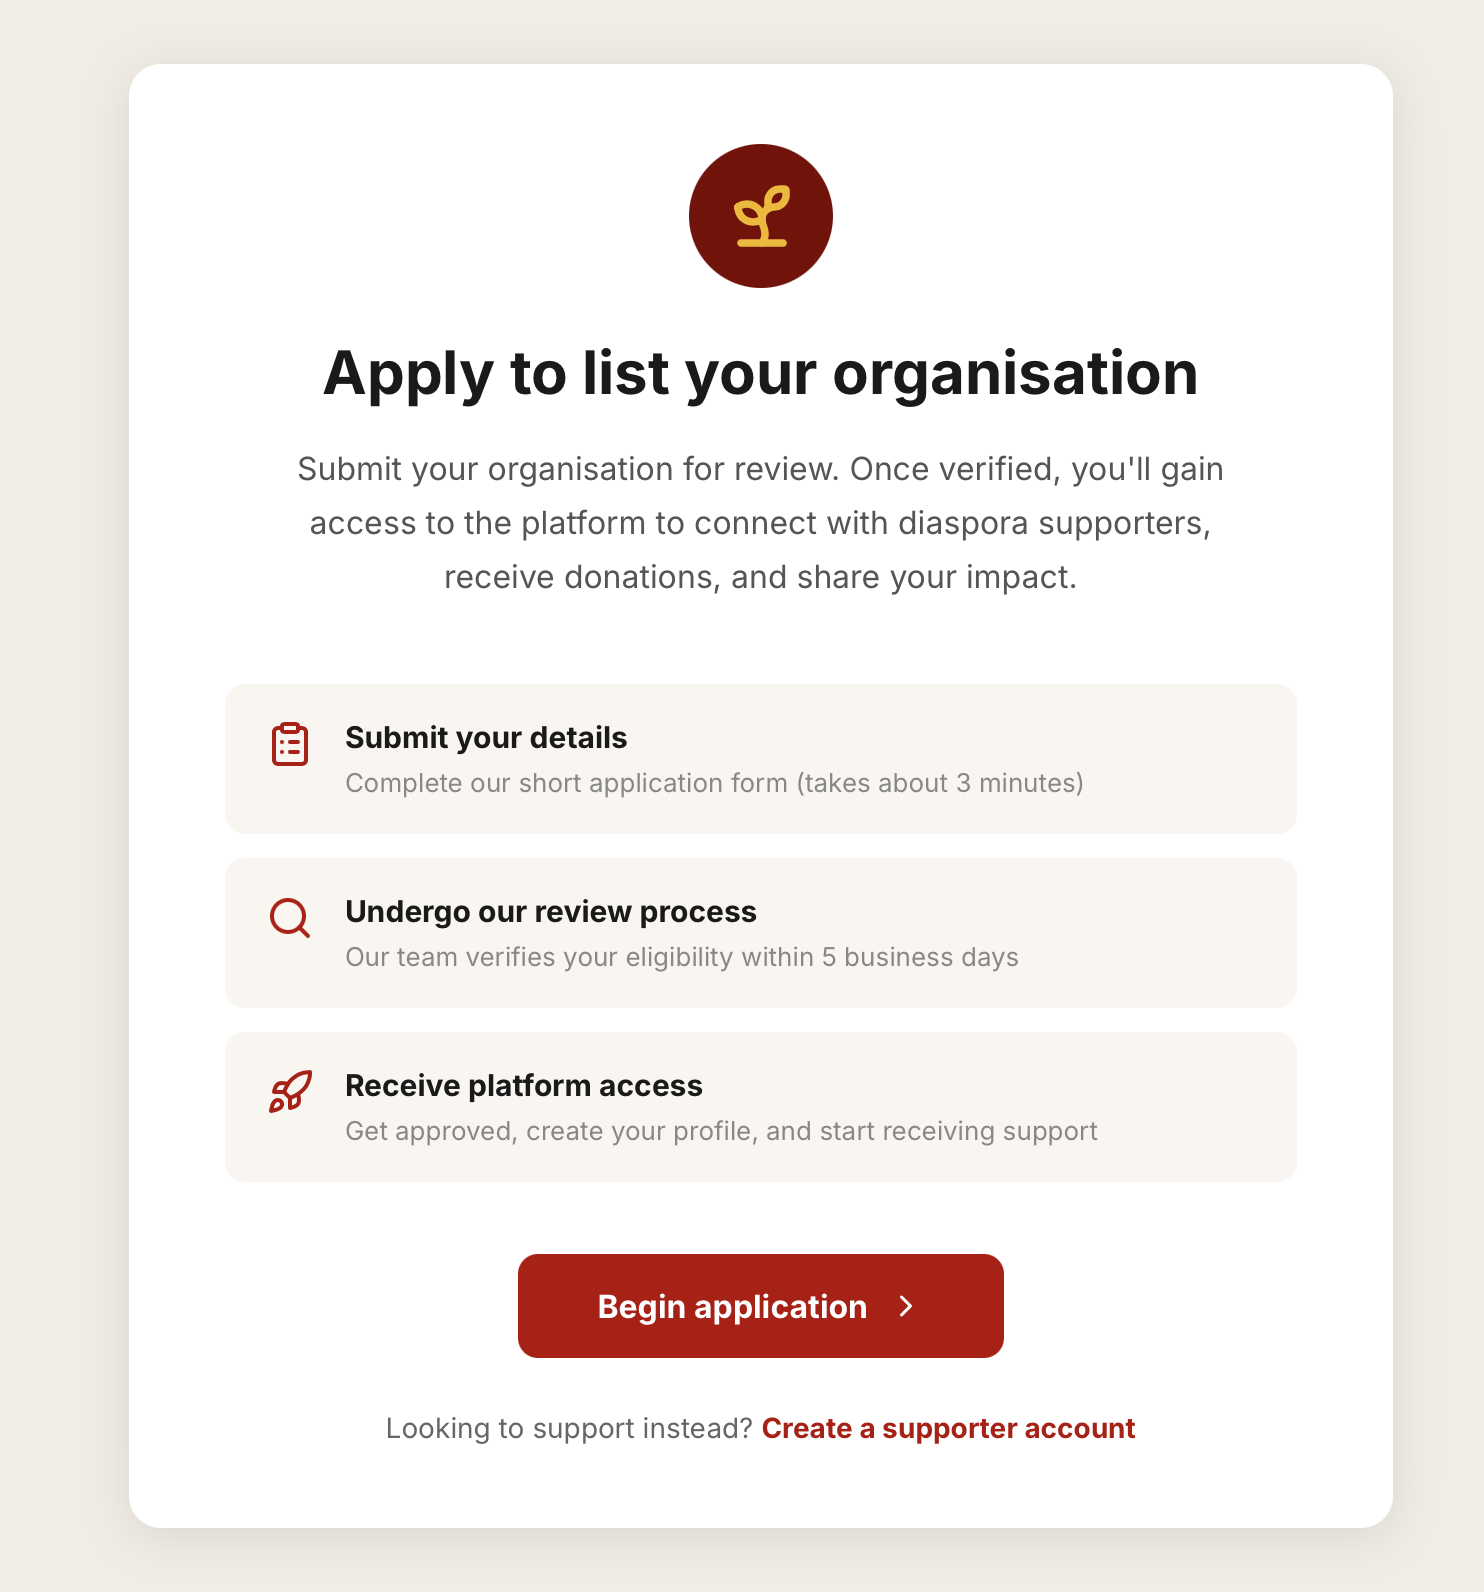 Apply to list your organisation
Submit your organisation for review. Once verified, you'll gain
access to the platform to connect with diaspora supporters,
receive donations, and share your impact.
Submit your details
Complete our short application form (takes about 3 minutes)
Undergo our review process
Our team verifies your eligibility within 5 business days
Receive platform access
Get approved, create your profile, and start receiving support
Begin application
Looking to support instead? Create a supporter account